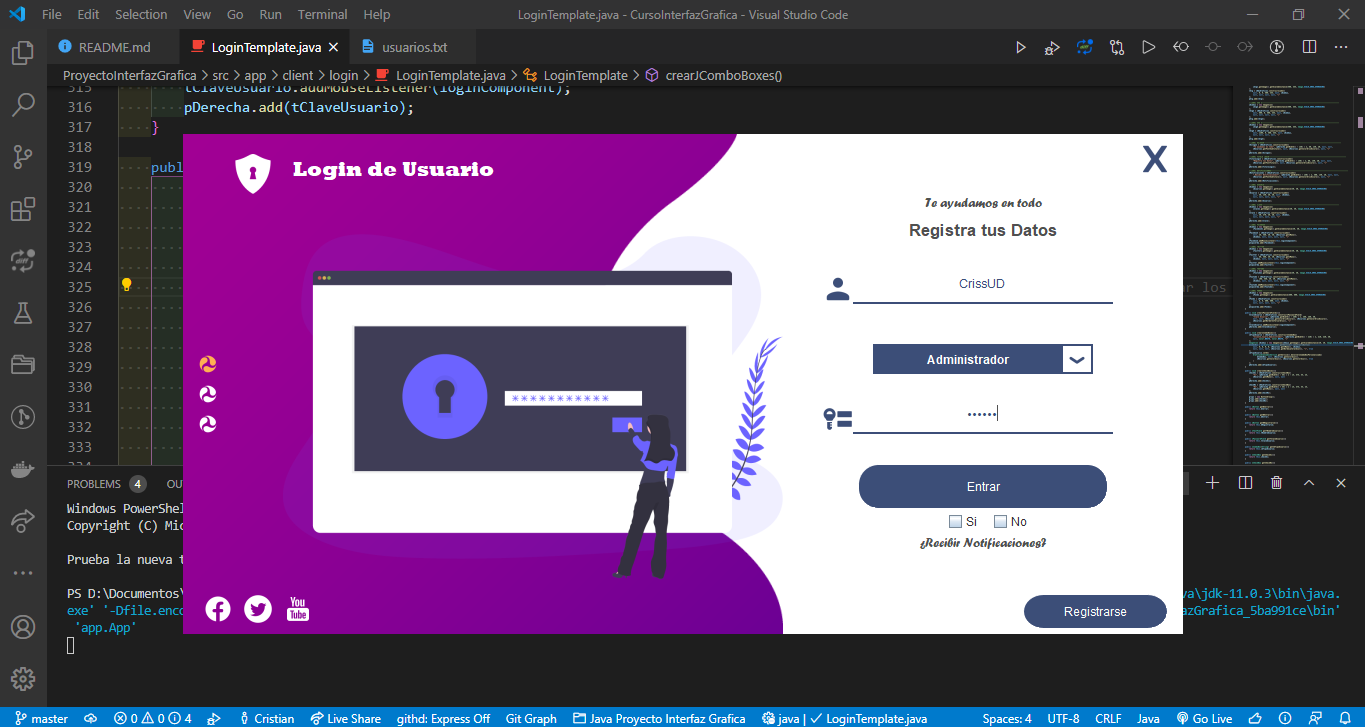 File Edit Selection View Go Run Terminal Help LoginTemplate.java - CursoInterfazGrafica - Visual Studio Code
README.md LoginTemplate.java usuarios.txt
ProyectoInterfazGrafica > src > app > client > login > LoginTemplate.java > LoginTemplate > crearJComboBoxes()
315 tClaveUsuario.addMouseListener(loginComponent);
316 pDerecha.add(tClaveUsuario);
317 }
318
319 publ
320
321
322
323
324
325 ar los
326
327
328
329
330
331
332
333
334
Login de Usuario
X
Te ayudamos en todo
Registra tus Datos
CrissUD
Administrador
***********
••••••
Entrar
Si No
¿Recibir Notificaciones?
You
Tube
Registrarse
PROBLEMS 4 OU
Windows PowerShel
Copyright (C) Mic
Prueba la nueva t
PS D:\Documentos\ va\jdk-11.0.3\bin\java.
exe' '-Dfile.enco azGrafica_5ba991ce\bin'
'app.App'
master 0 0 4 Cristian Live Share githd: Express Off Git Graph Java Proyecto Interfaz Grafica java | LoginTemplate.java Spaces: 4 UTF-8 CRLF Java Go Live